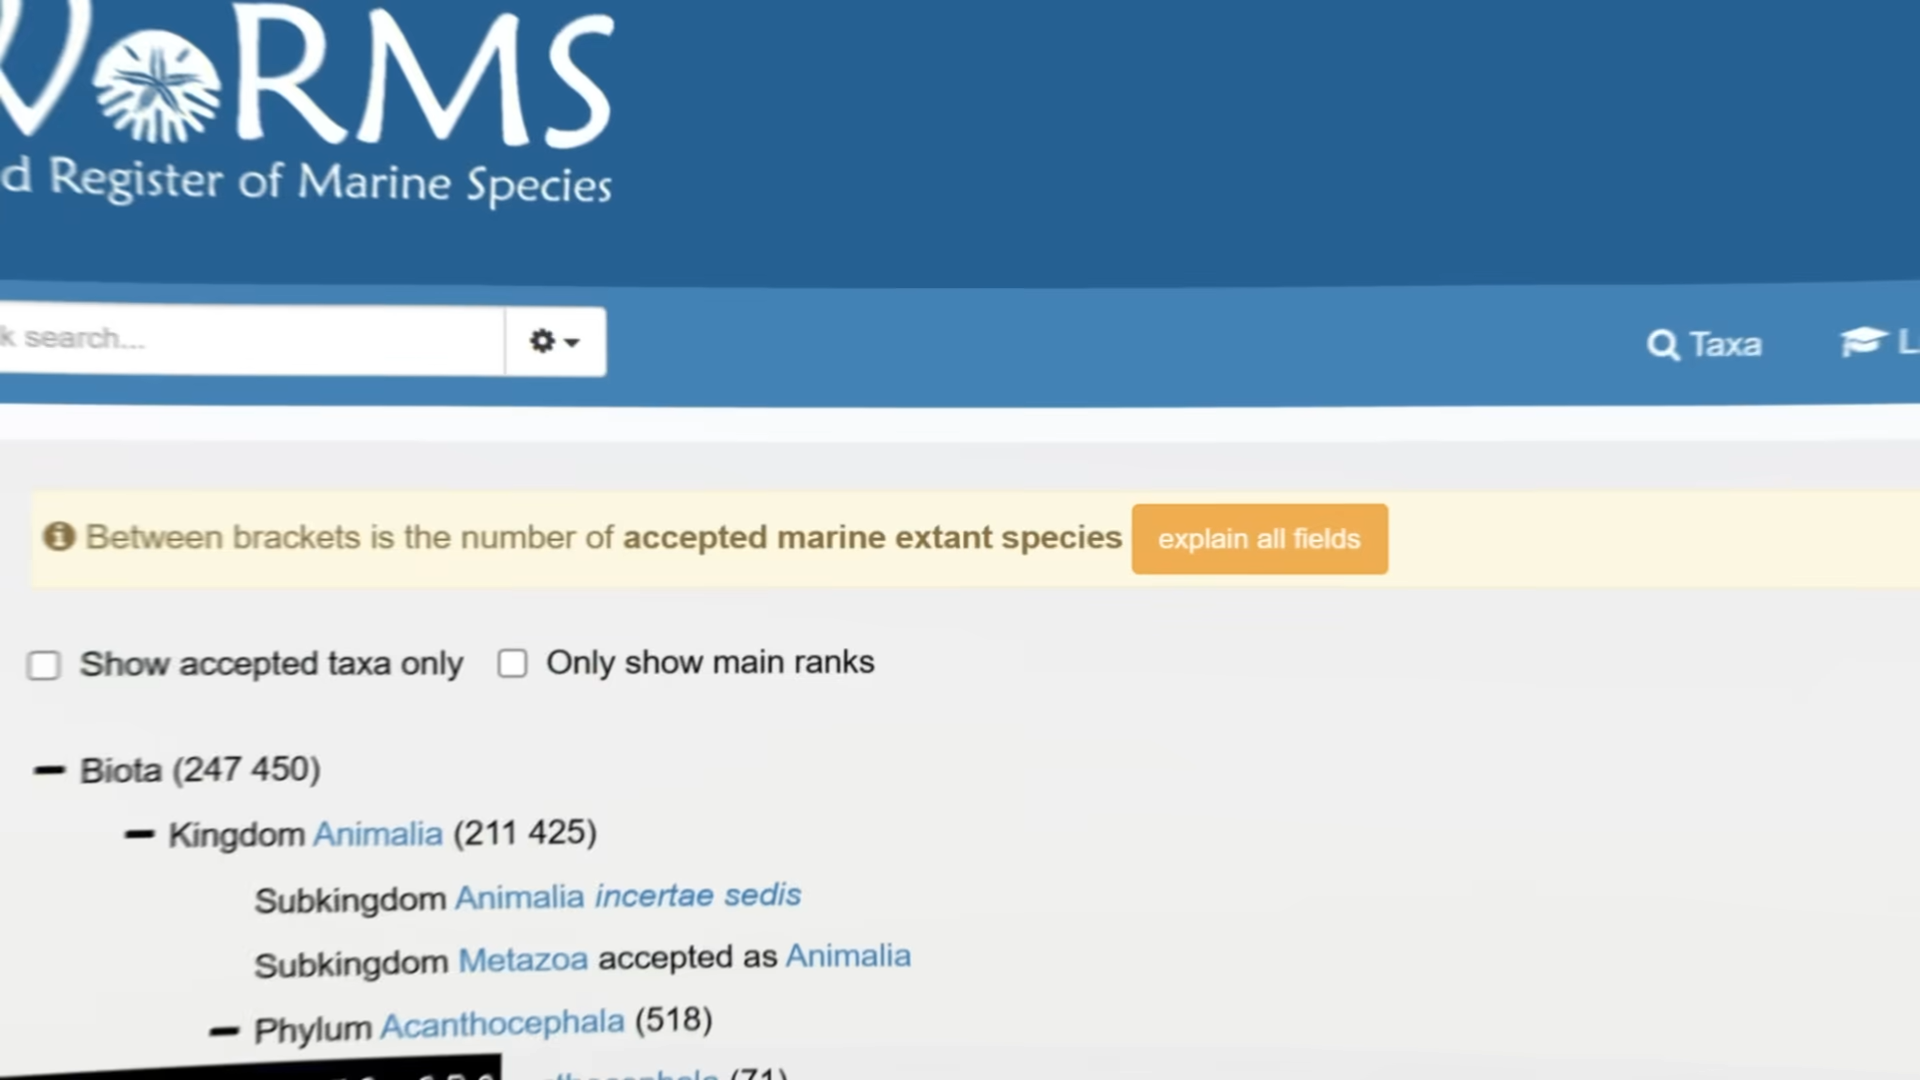 WoRMS
d Register of Marine Species
k search...
Taxa
Between brackets is the number of accepted marine extant species
explain all fields
Show accepted taxa only
Only show main ranks
Biota (247 450)
Kingdom Animalia (211 425)
Subkingdom Animalia incertae sedis
Subkingdom Metazoa accepted as Animalia
Phylum Acanthocephala (518)
(71)